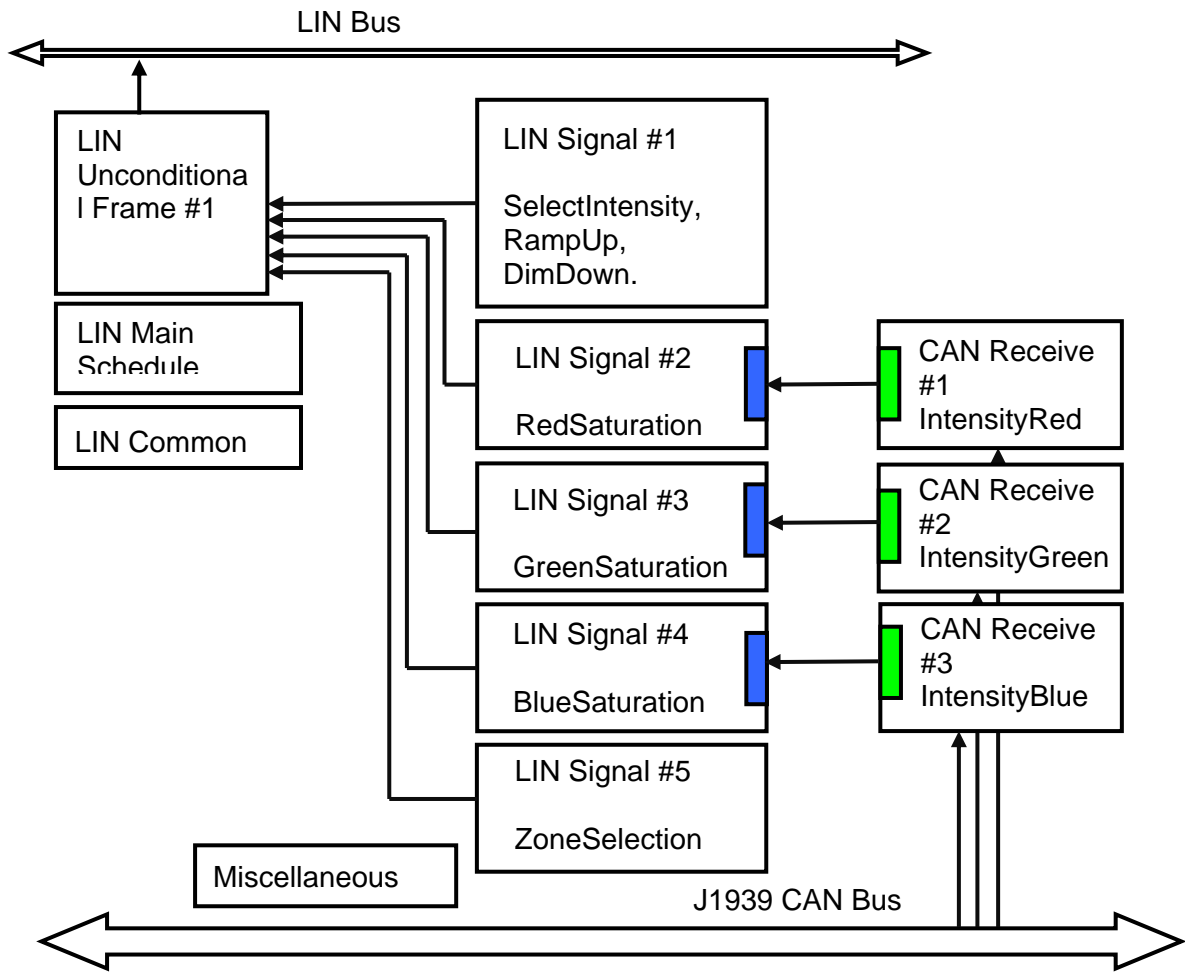 LIN Bus
LIN
Unconditiona
l Frame #1
LIN Signal #1
SelectIntensity,
RampUp,
DimDown.
LIN Main
Schedule
LIN Common
LIN Signal #2
RedSaturation
CAN Receive
#1
IntensityRed
LIN Signal #3
GreenSaturation
CAN Receive
#2
IntensityGreen
LIN Signal #4
BlueSaturation
CAN Receive
#3
IntensityBlue
LIN Signal #5
ZoneSelection
Miscellaneous
J1939 CAN Bus